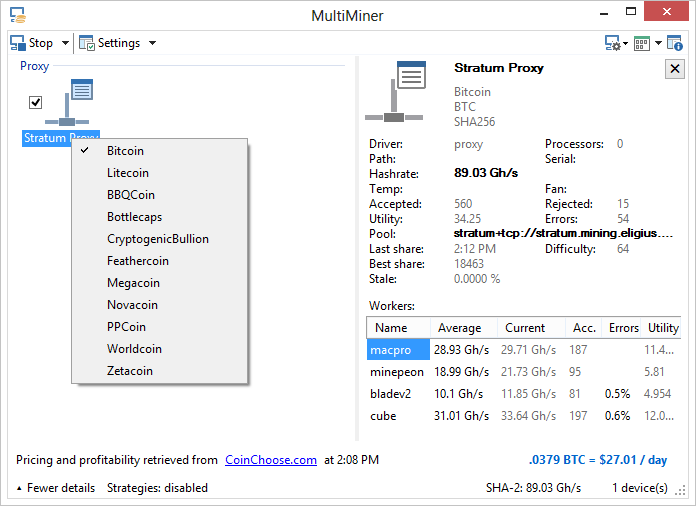 MultiMiner
Stop Settings
Proxy
Stratum Proxy
Bitcoin
Litecoin
BBQCoin
Bottlecaps
CryptogenicBullion
Feathercoin
Megacoin
Novacoin
PPCoin
Worldcoin
Zetacoin
Stratum Proxy
Bitcoin
BTC
SHA256
Driver: proxy Processors: 0
Path: Serial:
Hashrate: 89.03 Gh/s
Temp: Fan:
Accepted: 560 Rejected: 15
Utility: 34.25 Errors: 54
Pool: stratum+tcp://stratum.mining.eligius....
Last share: 2:12 PM Difficulty: 64
Best share: 18463
Stale: 0.0000 %
Workers:
Name Average Current Acc. Errors Utility
macpro 28.93 Gh/s 29.71 Gh/s 187 11.4...
minepeon 18.99 Gh/s 21.73 Gh/s 95 5.81
bladev2 10.1 Gh/s 11.85 Gh/s 81 0.5% 4.954
cube 31.01 Gh/s 33.64 Gh/s 197 0.6% 12.0...
Pricing and profitability retrieved from CoinChoose.com at 2:08 PM .0379 BTC = $27.01 / day
Fewer details Strategies: disabled SHA-2: 89.03 Gh/s 1 device(s)